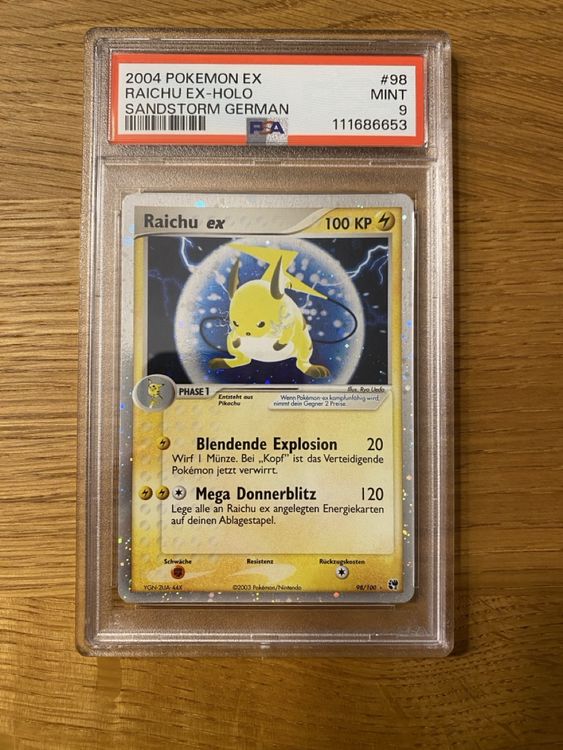 2004 POKEMON EX #98
RAICHU EX-HOLO MINT
SANDSTORM GERMAN 9
PSA 111686653
Raichu ex 100 KP
Illus. Ryo Ueda
PHASE 1 Entsteht aus Pikachu
Wenn Pokémon-ex kampfunfähig wird,
nimmt dein Gegner 2 Preise.
Blendende Explosion 20
Wirf 1 Münze. Bei „Kopf" ist das Verteidigende
Pokémon jetzt verwirrt.
Mega Donnerblitz 120
Lege alle an Raichu ex angelegten Energiekarten
auf deinen Ablagestapel.
Schwäche Resistenz Rückzugskosten
YGN-2UA-44X ©2003 Pokémon/Nintendo 98/100